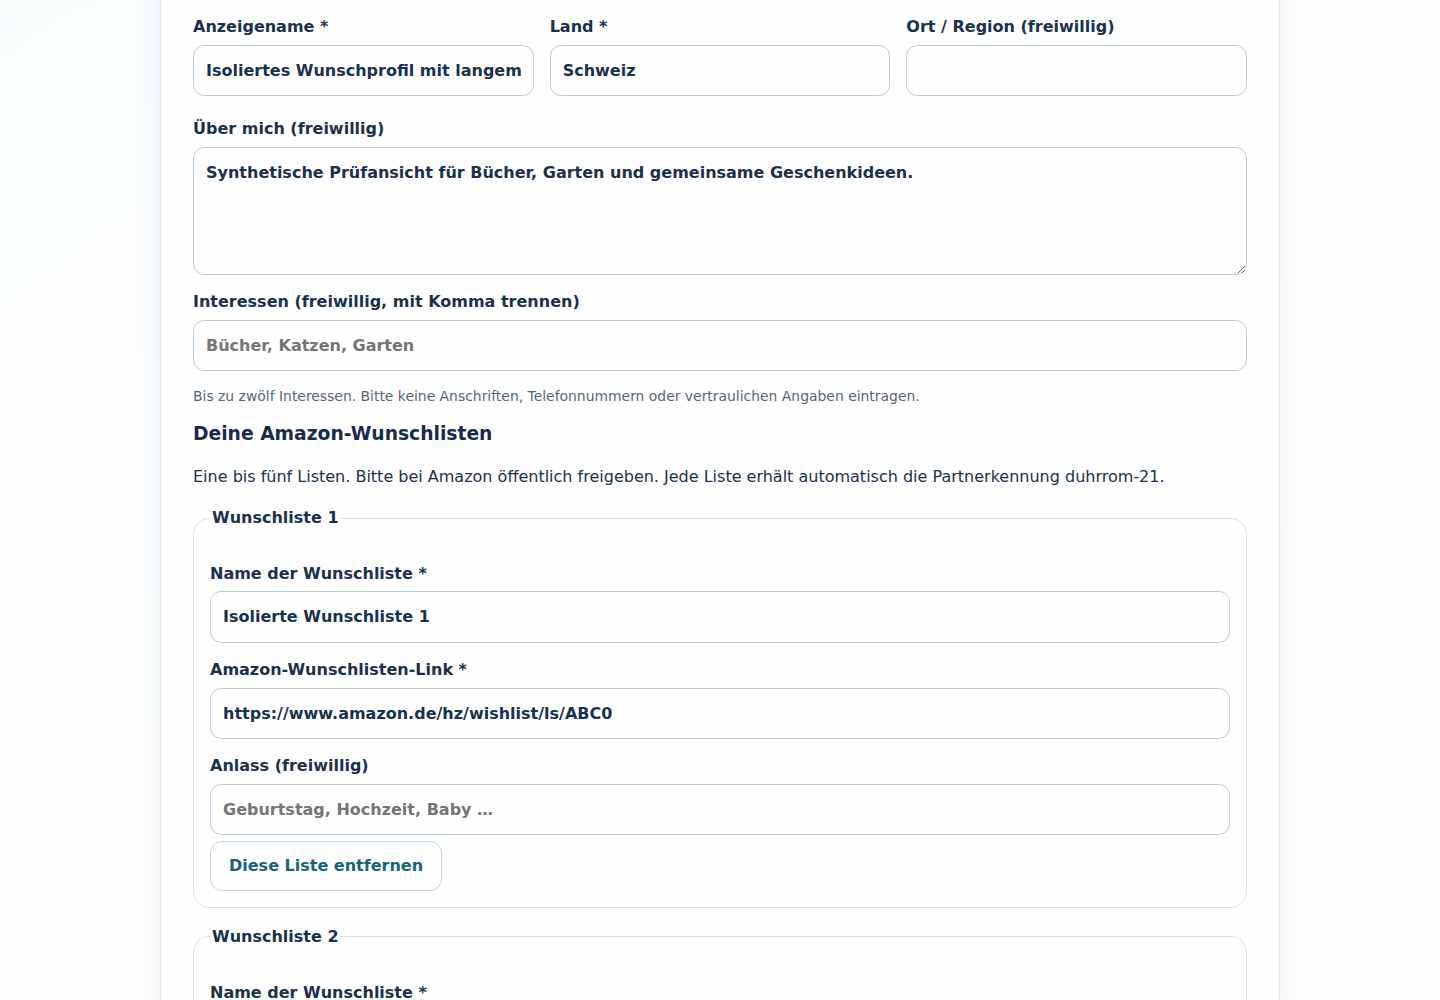 Anzeigename *
Land *
Ort / Region (freiwillig)
Isoliertes Wunschprofil mit langem
Schweiz
Über mich (freiwillig)
Synthetische Prüfansicht für Bücher, Garten und gemeinsame Geschenkideen.
Interessen (freiwillig, mit Komma trennen)
Bücher, Katzen, Garten
Bis zu zwölf Interessen. Bitte keine Anschriften, Telefonnummern oder vertraulichen Angaben eintragen.
Deine Amazon-Wunschlisten
Eine bis fünf Listen. Bitte bei Amazon öffentlich freigeben. Jede Liste erhält automatisch die Partnerkennung duhrrom-21.
Wunschliste 1
Name der Wunschliste *
Isolierte Wunschliste 1
Amazon-Wunschlisten-Link *
https://www.amazon.de/hz/wishlist/ls/ABC0
Anlass (freiwillig)
Geburtstag, Hochzeit, Baby …
Diese Liste entfernen
Wunschliste 2
Name der Wunschliste *